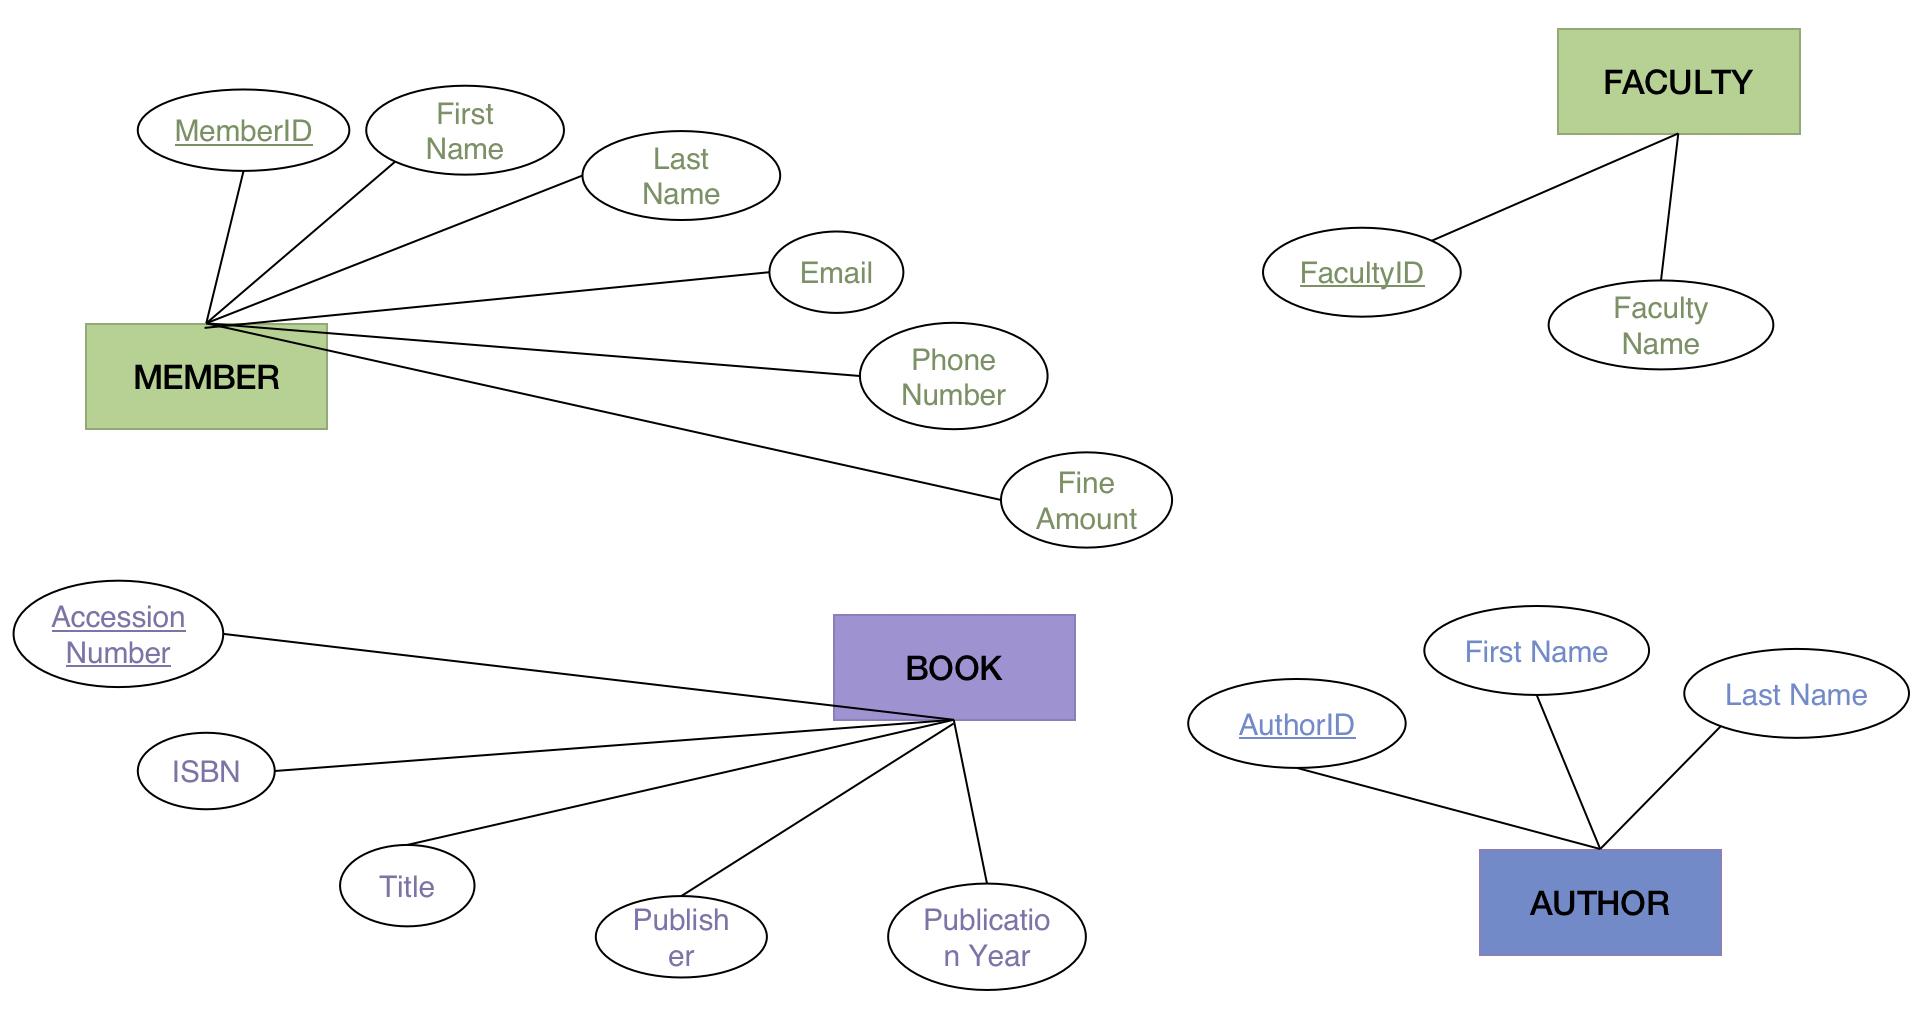 FACULTY
MemberID
First
Name
Last
Name
Email
FacultyID
Faculty
Name
MEMBER
Phone
Number
Fine
Amount
Accession
Number
BOOK
First Name
Last Name
AuthorID
ISBN
Title
Publish
er
Publicatio
n Year
AUTHOR